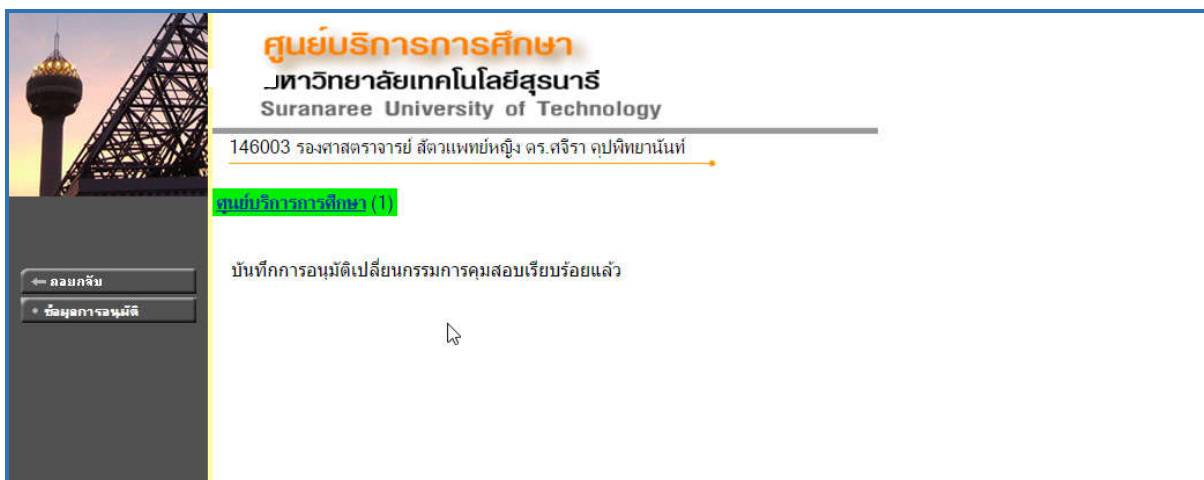 ศูนย์บริการการศึกษา
มหาวิทยาลัยเทคโนโลยีสุรนารี
Suranaree University of Technology
146003 รองศาสตราจารย์ สัตวแพทย์หญิง ดร.ศจีรา คุปพิทยานันท์
ศูนย์บริการการศึกษา (1)
ถอยกลับ
ข้อมูลการอนุมัติ
บันทึกการอนุมัติเปลี่ยนกรรมการคุมสอบเรียบร้อยแล้ว